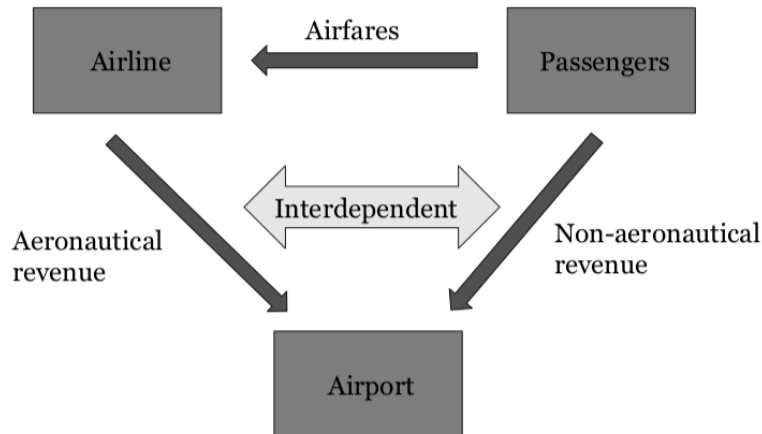 Airfares
Airline
Passengers
Interdependent
Aeronautical
revenue
Non-aeronautical
revenue
Airport